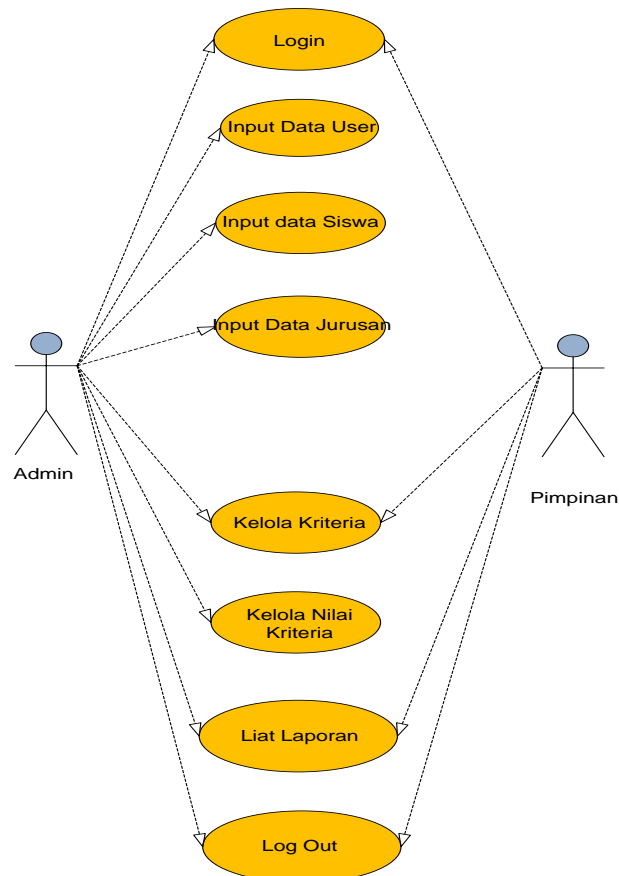 Login
Input Data User
Input data Siswa
Input Data Jurusan
Admin
Pimpinan
Kelola Kriteria
Kelola Nilai
Kriteria
Liat Laporan
Log Out